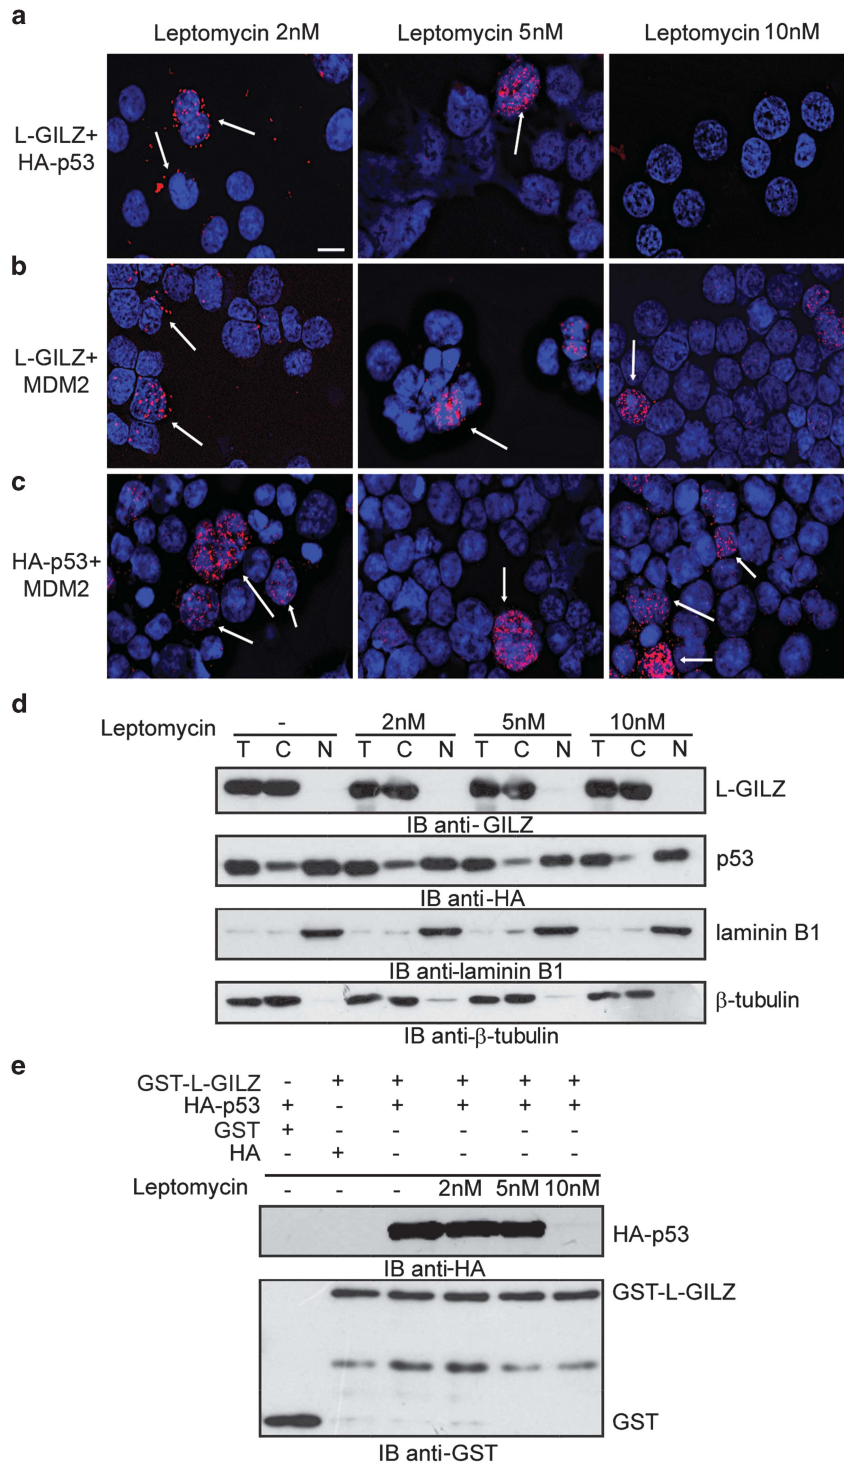 a
Leptomycin 2nM Leptomycin 5nM Leptomycin 10nM
L-GILZ+
HA-p53
b
L-GILZ+
MDM2
c
HA-p53+
MDM2
d
Leptomycin - 2nM 5nM 10nM
T C N T C N T C N T C N
L-GILZ
IB anti-GILZ
p53
IB anti-HA
laminin B1
IB anti-laminin B1
β-tubulin
IB anti-β-tubulin
e
GST-L-GILZ - + + + + +
HA-p53 + - + + + +
GST + - - - - -
HA - + - - - -
Leptomycin - - - 2nM 5nM 10nM
HA-p53
IB anti-HA
GST-L-GILZ
GST
IB anti-GST